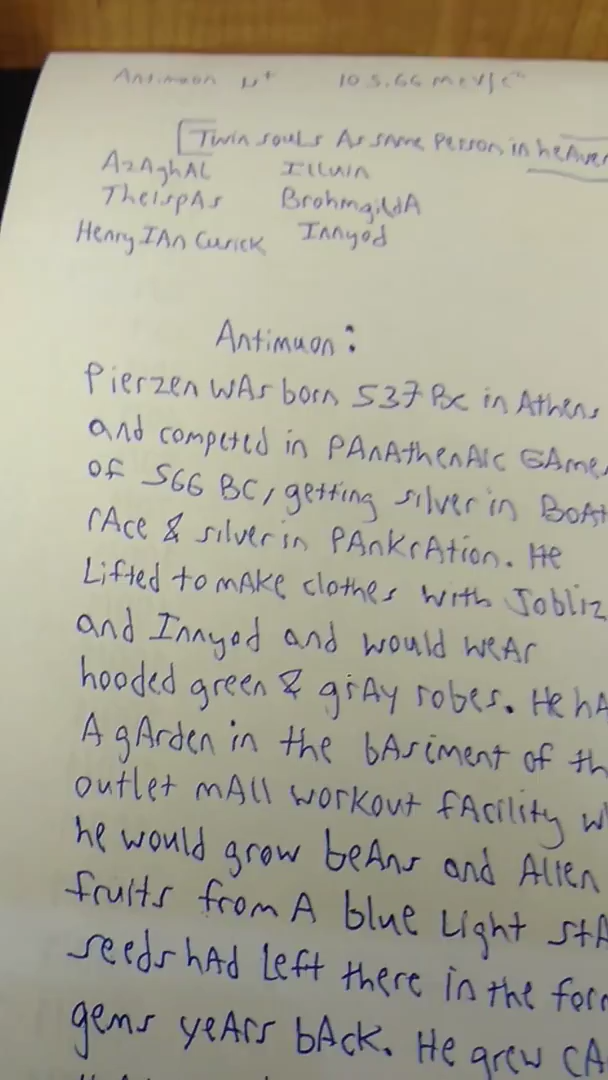 Antimuon μ+ 105.66 MeV/c²
Twin souls As same Person in heAven
AzAghAL Illuin
TheIspAs BrohmgildA
Henry IAn Cusick Innyod
Antimuon:
Pierzen wAs born 537 BC in Athens
and competed in PAnAthenAic GAmes
of 566 BC, getting silver in BoAt
rAce & silver in PAnkrAtion. He
Lifted to mAke clothes with Jobliz
and Innyod and would weAr
hooded green & grAy robes. He hA
A gArden in the bAsiment of th
outlet mAll workout fAcility w
he would grow beAns and Alien
fruits from A blue Light stA
seeds hAd Left there in the form
gems yeArs bAck. He grew cA